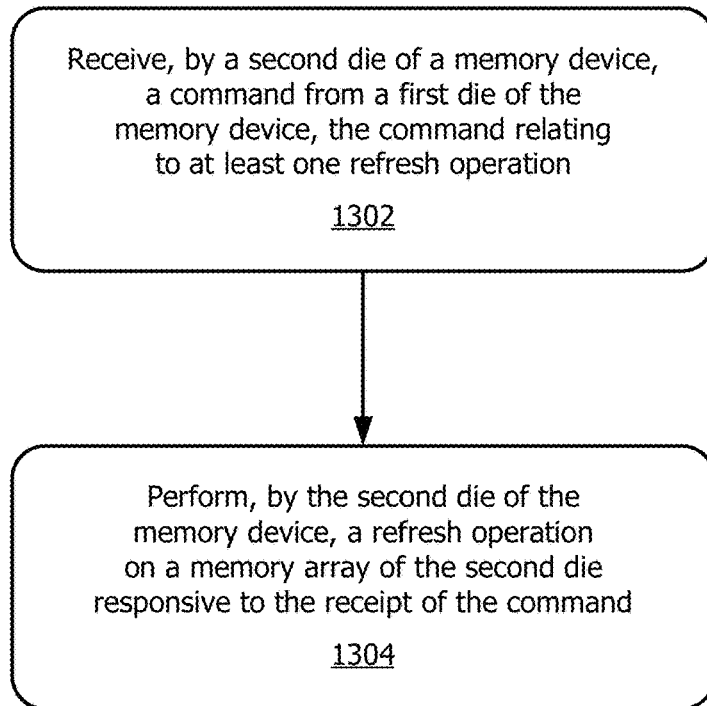 Receive, by a second die of a memory device,
a command from a first die of the
memory device, the command relating
to at least one refresh operation
1302
Perform, by the second die of the
memory device, a refresh operation
on a memory array of the second die
responsive to the receipt of the command
1304